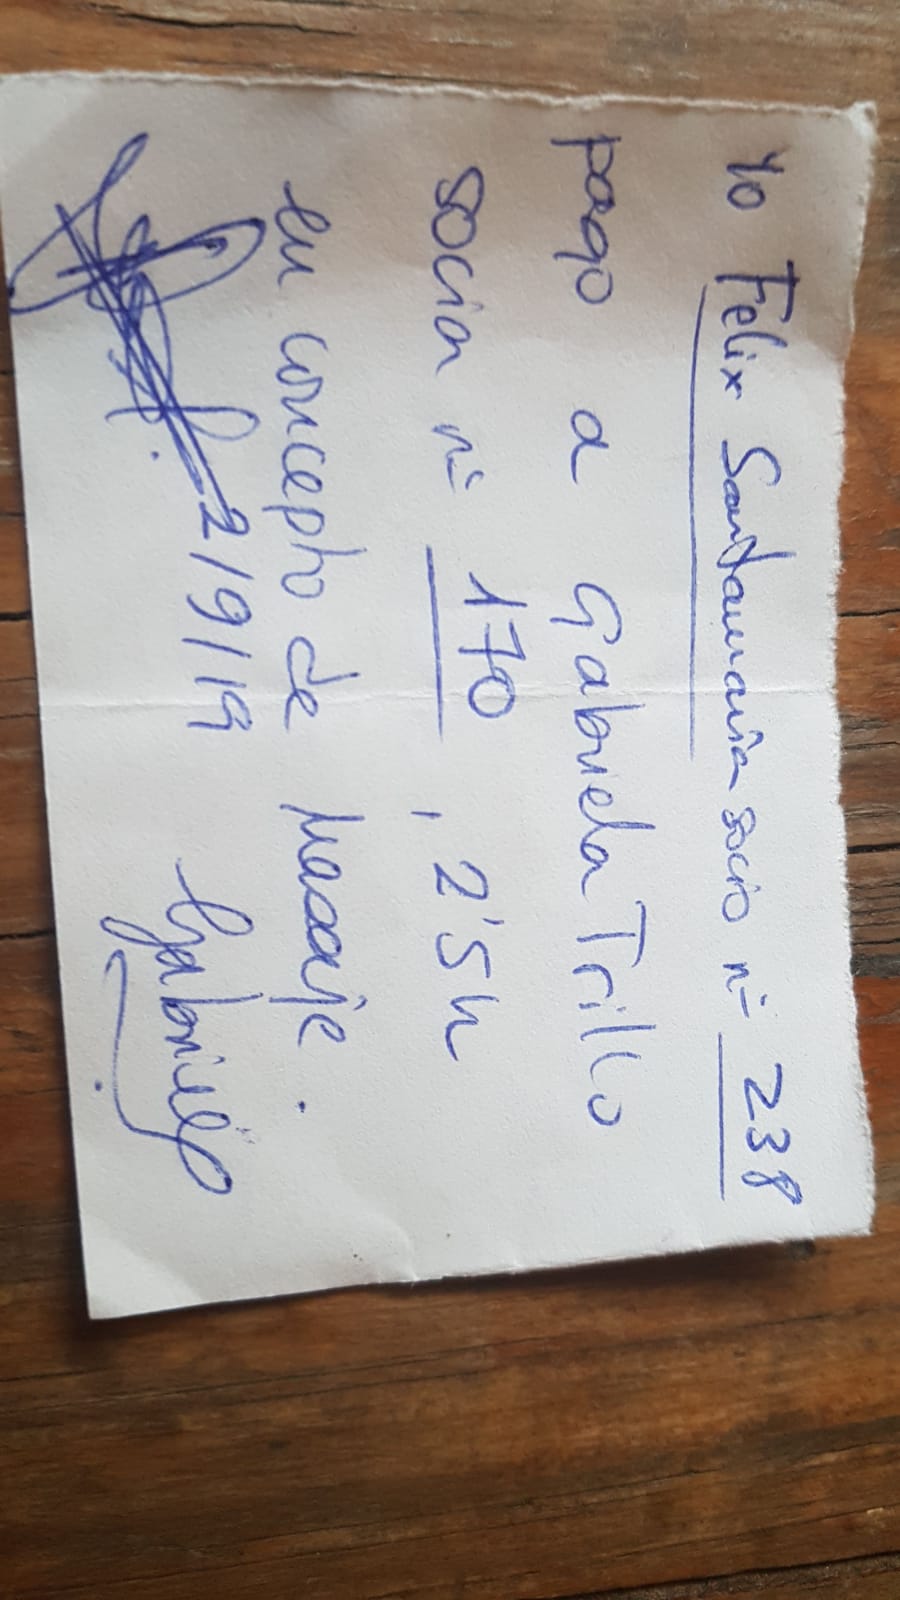 Yo Felix Santamaria socio nº 238
pago a Gabriela Trillo
socia nº 170, 2'5h
en concepto de Masaje.
2/9/19 Gabriela